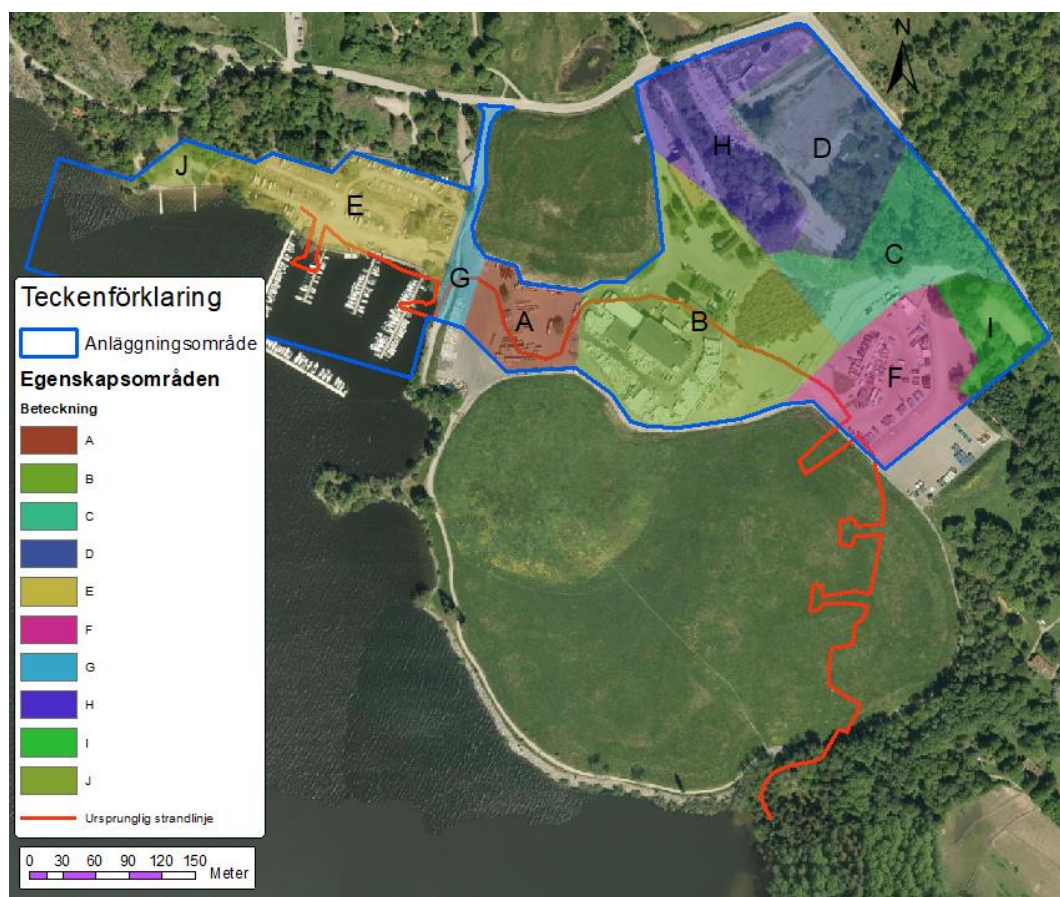 N
H
D
J
E
C
G
A
B
I
F
Teckenförklaring
Anläggningsområde
Egenskapsområden
Beteckning
A
B
C
D
E
F
G
H
I
J
Ursprunglig strandlinje
0 30 60 90 120 150
Meter